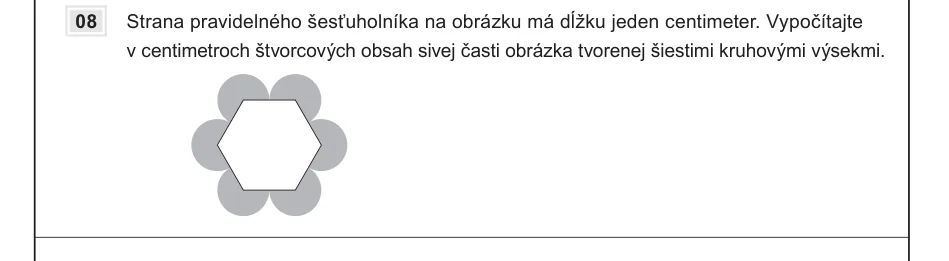 08 Strana pravidelného šesťuholníka na obrázku má dĺžku jeden centimeter. Vypočítajte
v centimetroch štvorcových obsah sivej časti obrázka tvorenej šiestimi kruhovými výsekmi.